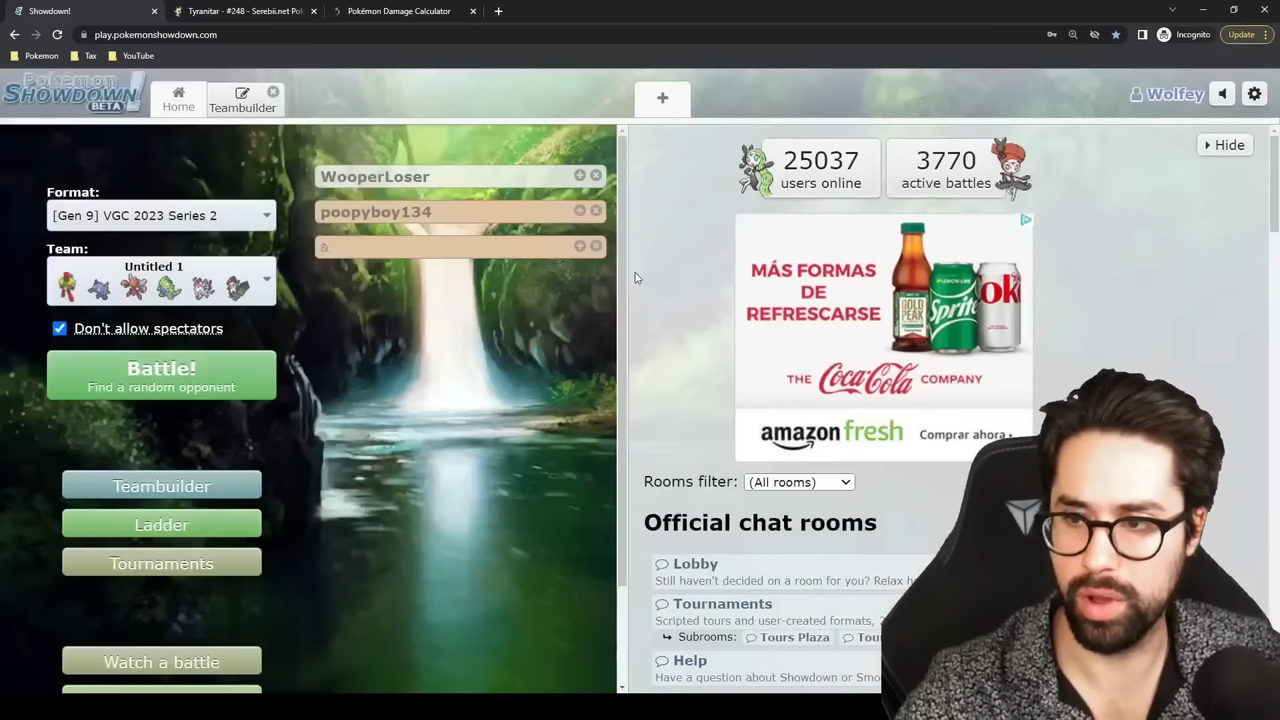 Showdown!
Tyranitar - #248 - Serebii.net Po
Pokémon Damage Calculator
play.pokemonshowdown.com
Incognito
Update
Pokemon
Tax
YouTube
Pokémon
SHOWDOWN!
BETA
Home
Teambuilder
+
Wolfey
Format:
[Gen 9] VGC 2023 Series 2
Team:
Untitled 1
Don't allow spectators
Battle!
Find a random opponent
Teambuilder
Ladder
Tournaments
Watch a battle
WooperLoser
poopyboy134
&
25037
users online
3770
active battles
Hide
MÁS FORMAS
DE
REFRESCARSE
GOLD
PEAK
Sprite
ok
THE Coca-Cola COMPANY
amazon fresh
Comprar ahora
Rooms filter: (All rooms)
Official chat rooms
Lobby
Still haven't decided on a room for you? Relax h
Tournaments
Scripted tours and user-created formats, 2
Subrooms: Tours Plaza Tou
Help
Have a question about Showdown or Smo